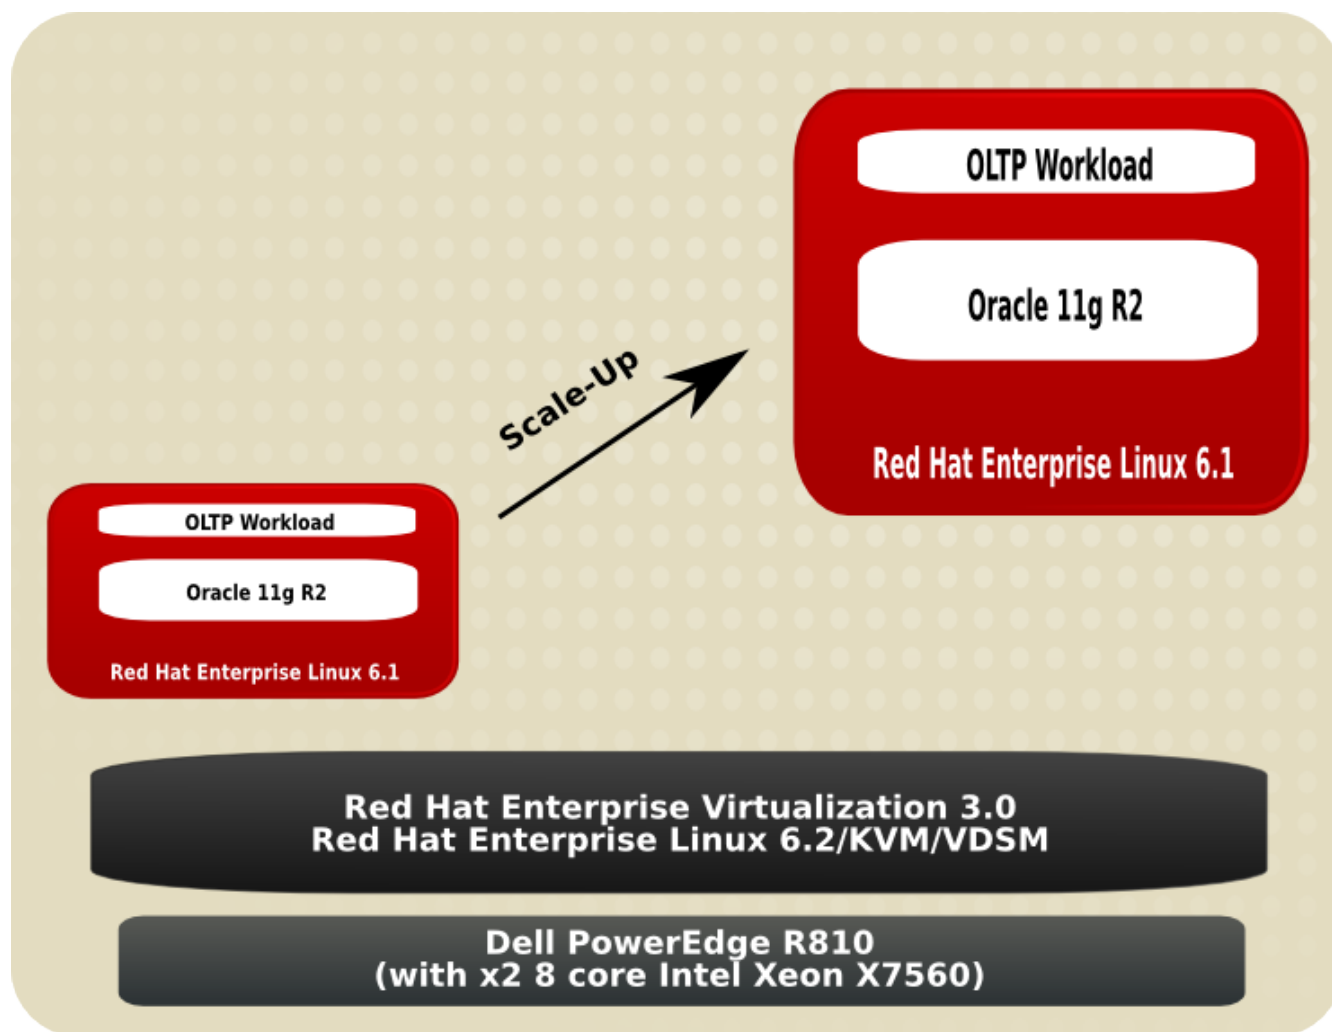 OLTP Workload
Oracle 11g R2
Red Hat Enterprise Linux 6.1
Scale-Up
OLTP Workload
Oracle 11g R2
Red Hat Enterprise Linux 6.1
Red Hat Enterprise Virtualization 3.0
Red Hat Enterprise Linux 6.2/KVM/VDSM
Dell PowerEdge R810
(with x2 8 core Intel Xeon X7560)